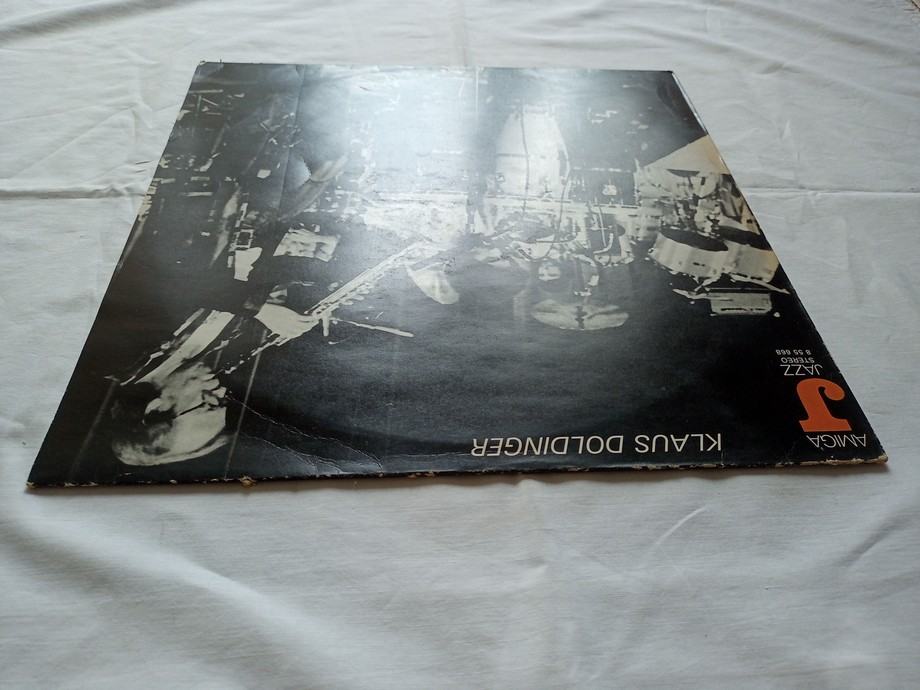 AMIGA
J
JAZZ
STEREO
8 55 668
KLAUS DOLDINGER